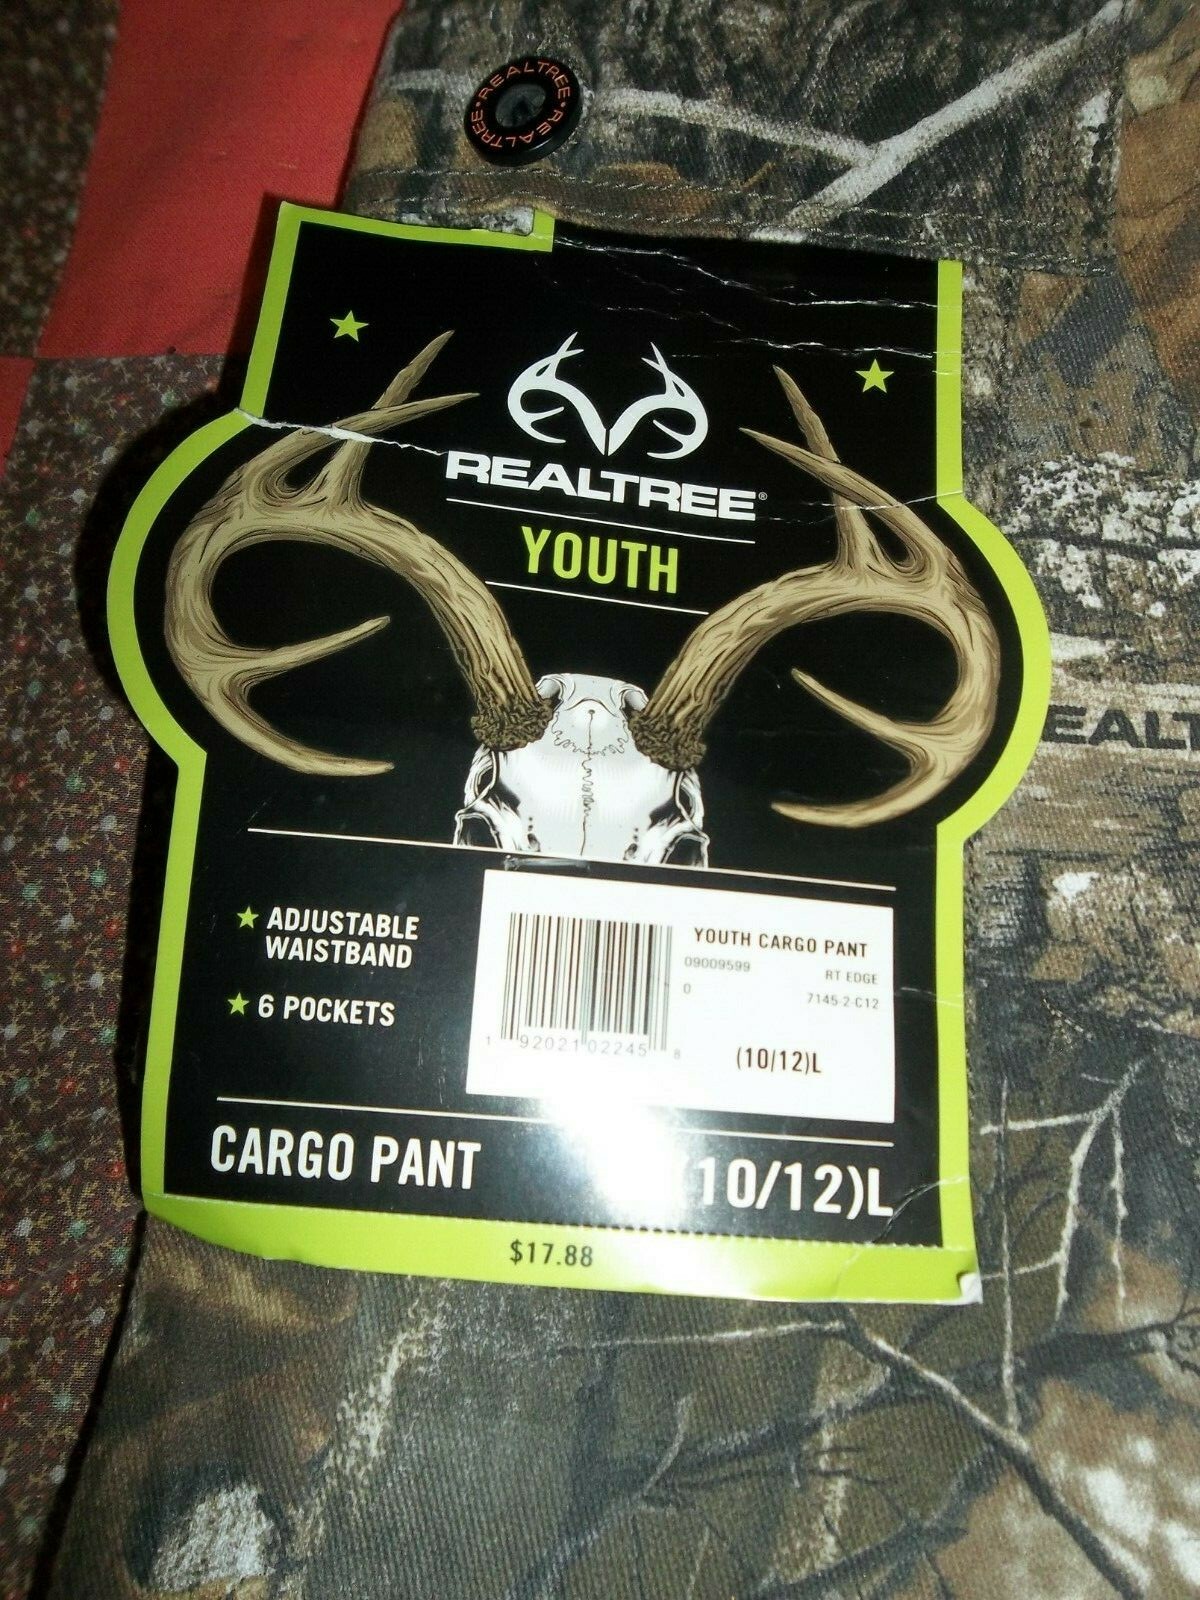 REALTREE • REALTREE •
REALTREE®
YOUTH
EALT
ADJUSTABLE
WAISTBAND
6 POCKETS
YOUTH CARGO PANT
09009599 RT EDGE
0 7145-2-C12
1 92021 02245 8
(10/12)L
CARGO PANT
(10/12)L
$17.88